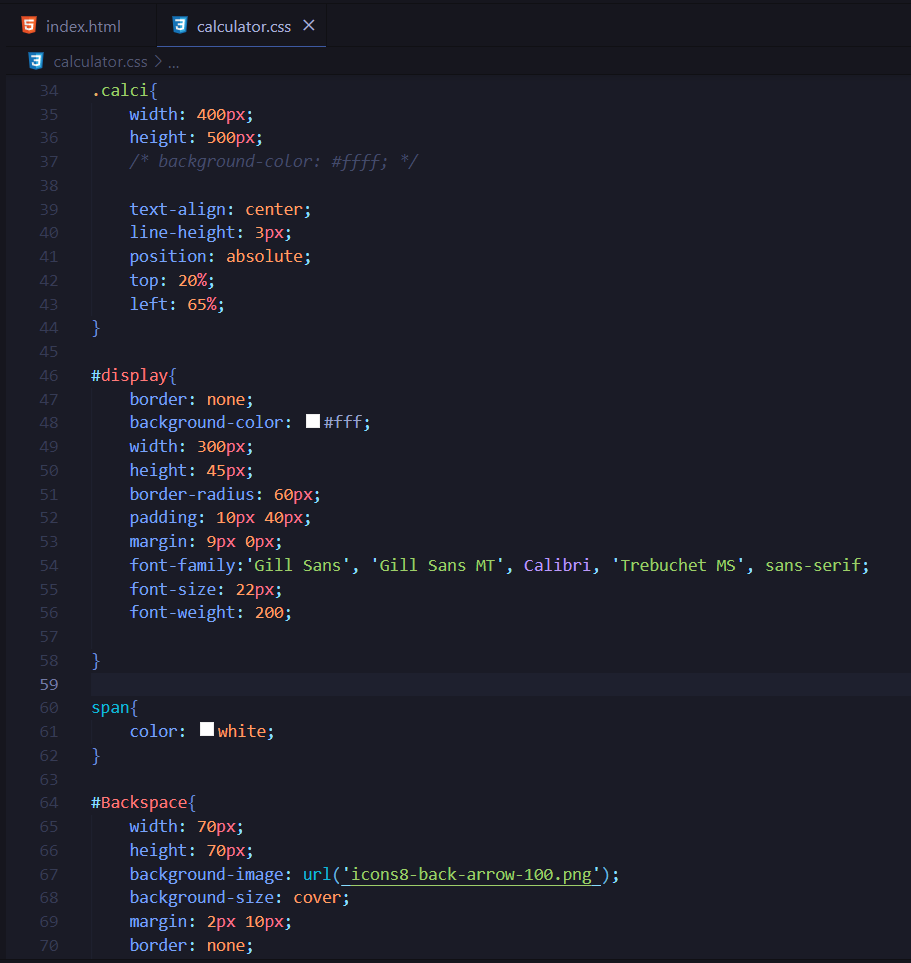 index.html
calculator.css
calculator.css > ...
34 .calci{
35 width: 400px;
36 height: 500px;
37 /* background-color: #ffff; */
38
39 text-align: center;
40 line-height: 3px;
41 position: absolute;
42 top: 20%;
43 left: 65%;
44 }
45
46 #display{
47 border: none;
48 background-color: #fff;
49 width: 300px;
50 height: 45px;
51 border-radius: 60px;
52 padding: 10px 40px;
53 margin: 9px 0px;
54 font-family:'Gill Sans', 'Gill Sans MT', Calibri, 'Trebuchet MS', sans-serif;
55 font-size: 22px;
56 font-weight: 200;
57
58 }
59
60 span{
61 color: white;
62 }
63
64 #Backspace{
65 width: 70px;
66 height: 70px;
67 background-image: url('icons8-back-arrow-100.png');
68 background-size: cover;
69 margin: 2px 10px;
70 border: none;